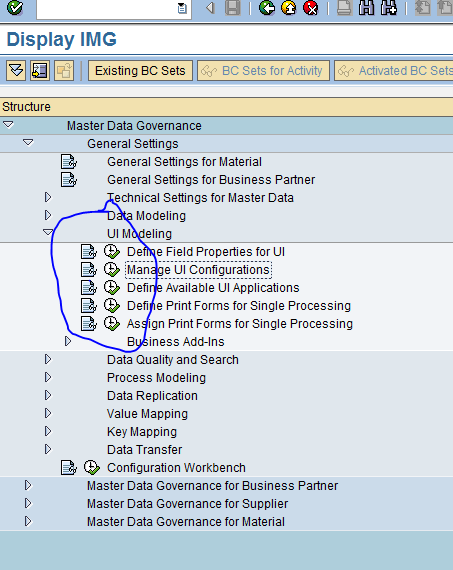 Display IMG
Existing BC Sets
BC Sets for Activity
Activated BC Sets
Structure
Master Data Governance
General Settings
General Settings for Material
General Settings for Business Partner
Technical Settings for Master Data
Data Modeling
UI Modeling
Define Field Properties for UI
Manage UI Configurations
Define Available UI Applications
Define Print Forms for Single Processing
Assign Print Forms for Single Processing
Business Add-Ins
Data Quality and Search
Process Modeling
Data Replication
Value Mapping
Key Mapping
Data Transfer
Configuration Workbench
Master Data Governance for Business Partner
Master Data Governance for Supplier
Master Data Governance for Material